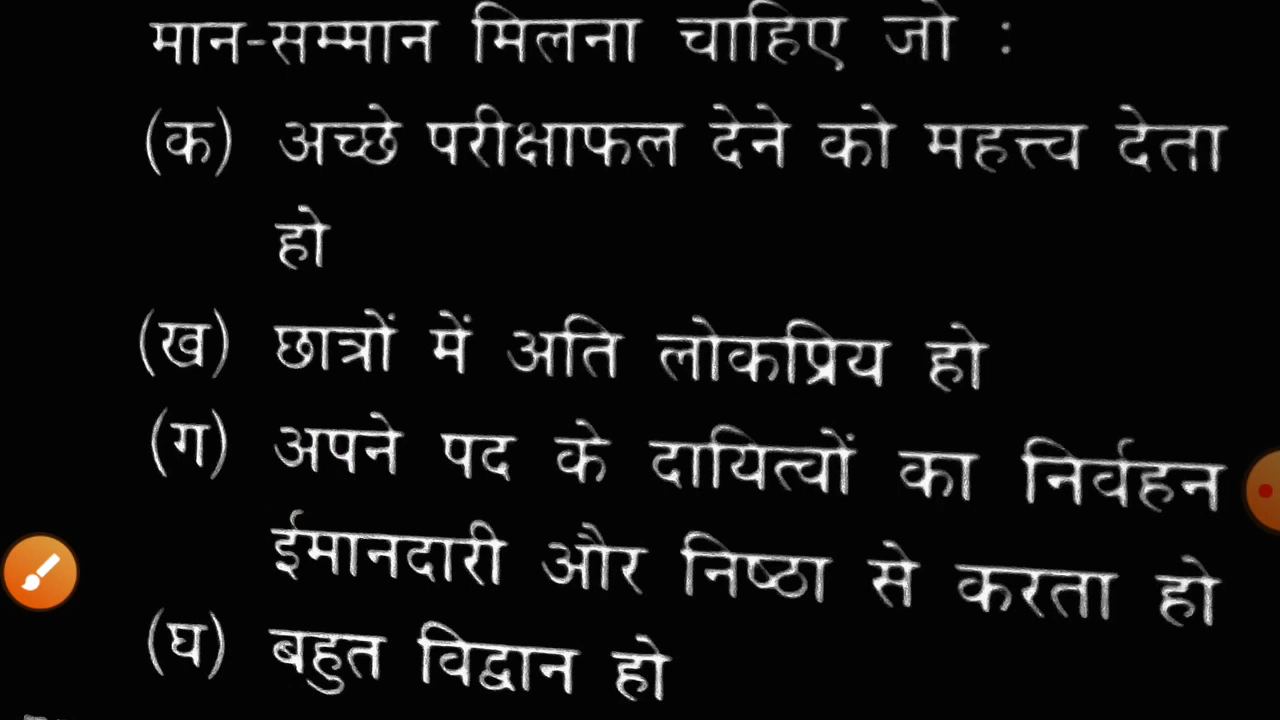 मान-सम्मान मिलना चाहिए जो :
(क) अच्छे परीक्षाफल देने को महत्त्व देता
हो
(ख) छात्रों में अति लोकप्रिय हो
(ग) अपने पद के दायित्वों का निर्वहन
ईमानदारी और निष्ठा से करता हो
(घ) बहुत विद्वान हो